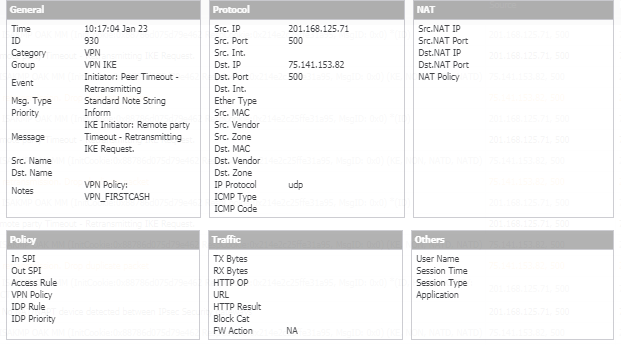 General
Time 10:17:04 Jan 23
ID 930
Category VPN
Group VPN IKE
Event Initiator: Peer Timeout -
Retransmitting
Msg. Type Standard Note String
Priority Inform
Message IKE Initiator: Remote party
Timeout - Retransmitting
IKE Request.
Src. Name
Dst. Name
Notes VPN Policy:
VPN_FIRSTCASH
Protocol
Src. IP 201.168.125.71
Src. Port 500
Src. Int.
Dst. IP 75.141.153.82
Dst. Port 500
Dst. Int.
Ether Type
Src. MAC
Src. Vendor
Src. Zone
Dst. MAC
Dst. Vendor
Dst. Zone
IP Protocol udp
ICMP Type
ICMP Code
NAT
Src.NAT IP
Src.NAT Port
Dst.NAT IP
Dst.NAT Port
NAT Policy
Policy
In SPI
Out SPI
Access Rule
VPN Policy
IDP Rule
IDP Priority
Traffic
TX Bytes
RX Bytes
HTTP OP
URL
HTTP Result
Block Cat
FW Action NA
Others
User Name
Session Time
Session Type
Application